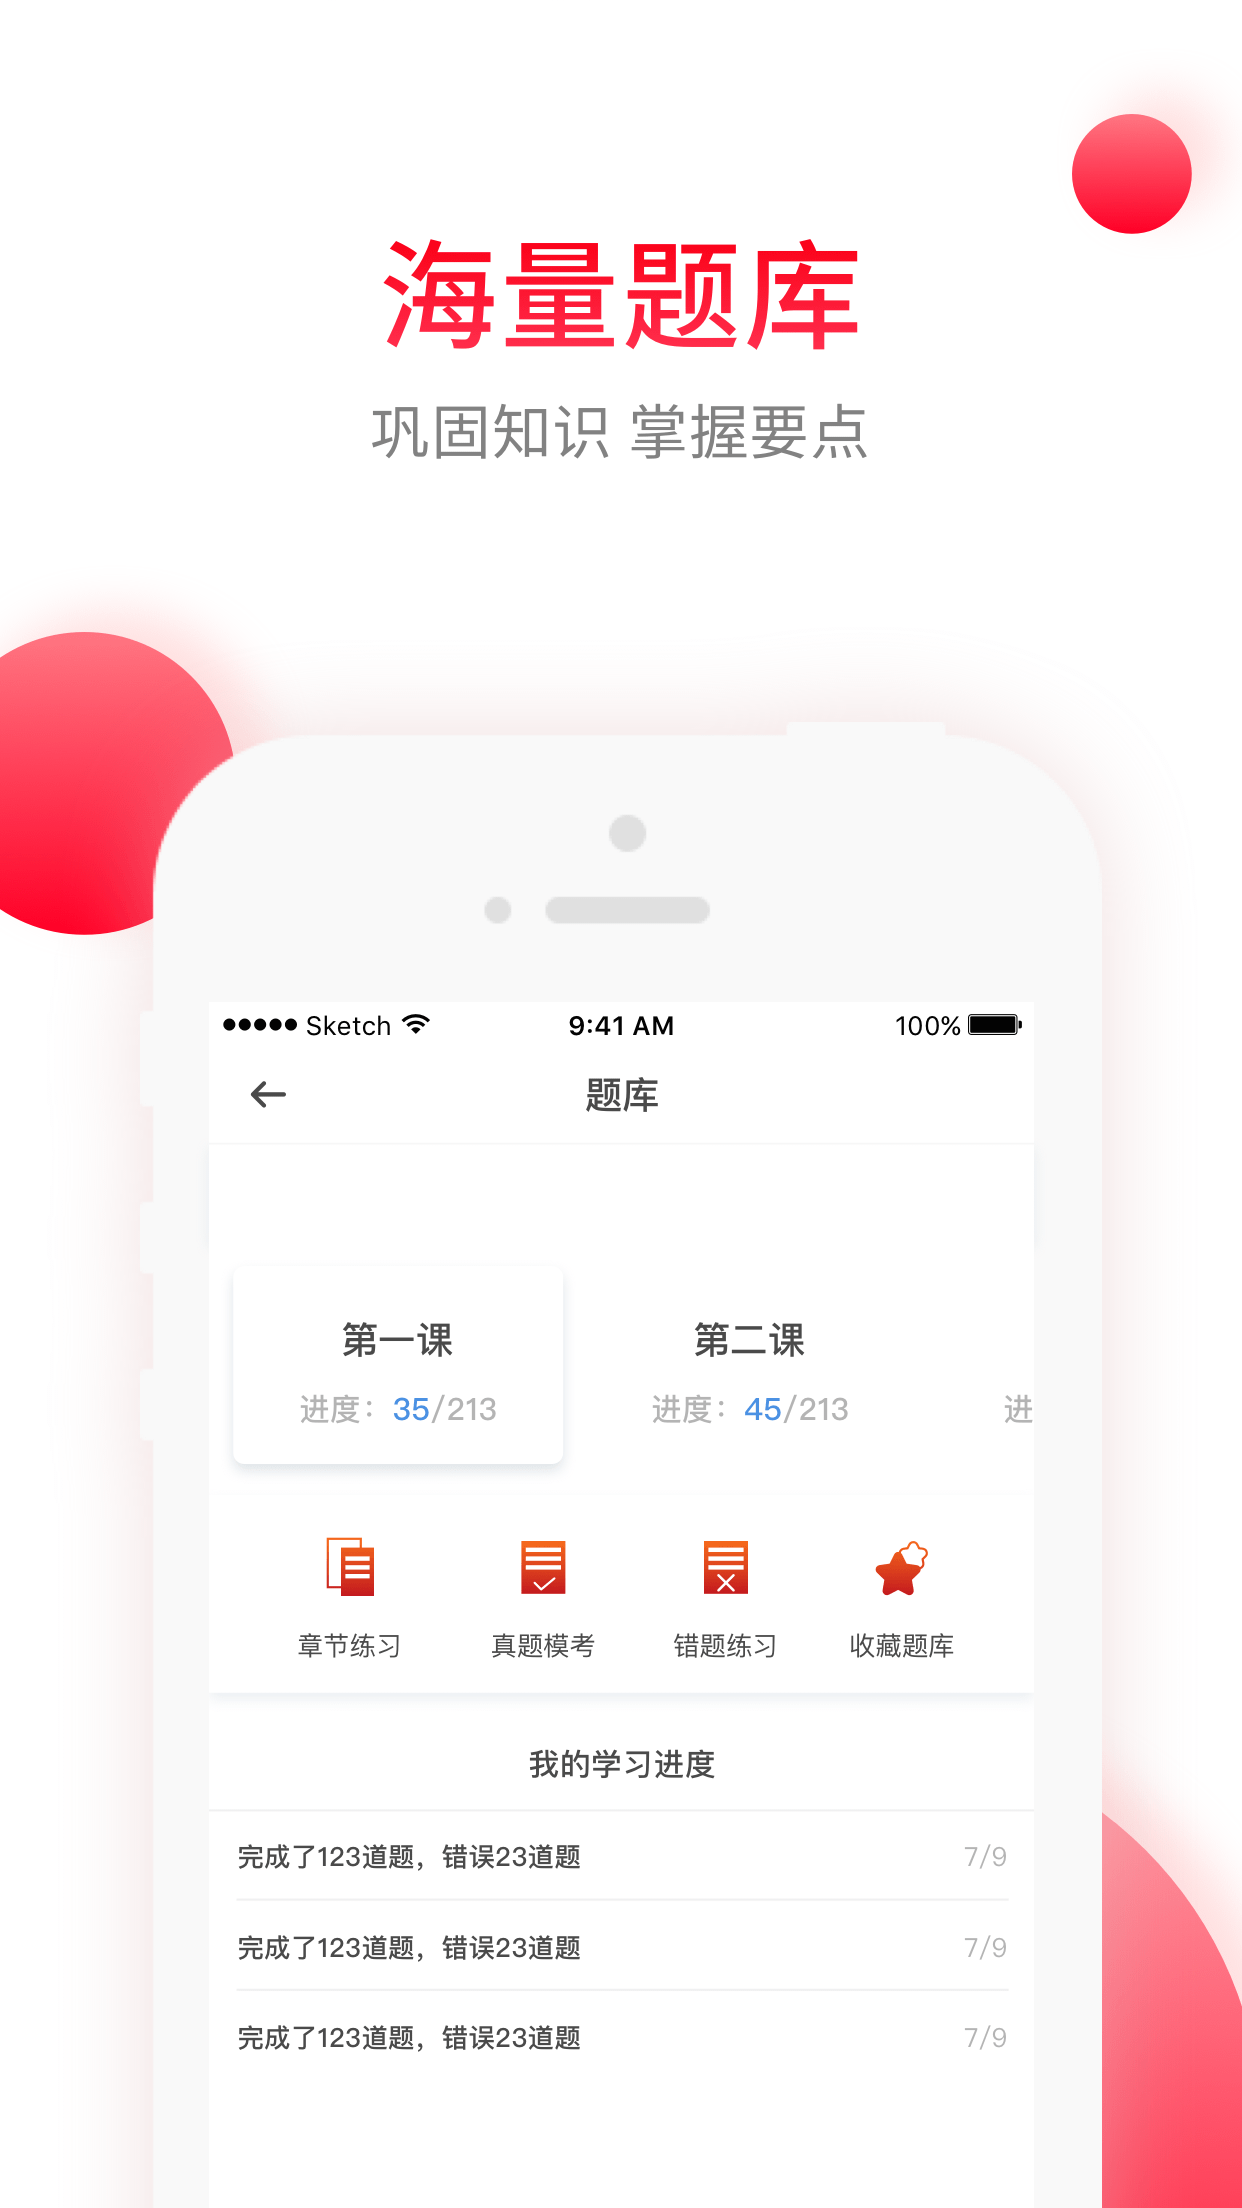 海量题库
巩固知识 掌握要点
Sketch 9:41 AM 100%
题库
第一课 第二课
进度：35/213 进度：45/213 进
章节练习 真题模考 错题练习 收藏题库
我的学习进度
完成了123道题，错误23道题 7/9
完成了123道题，错误23道题 7/9
完成了123道题，错误23道题 7/9